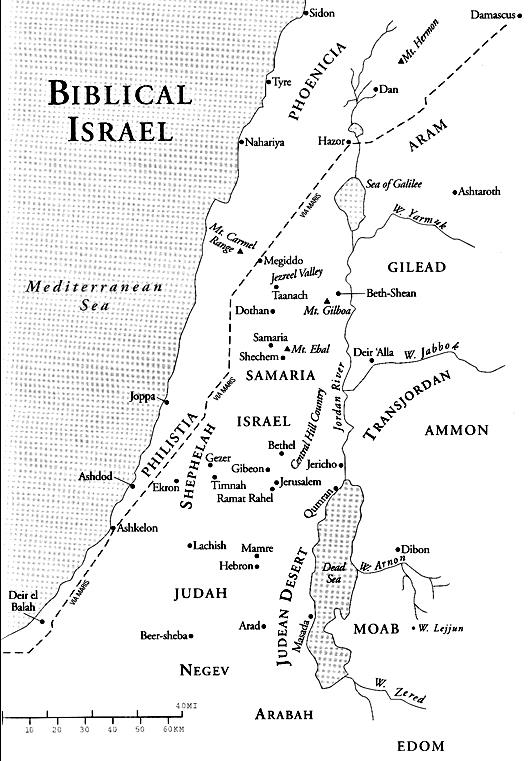 Sidon
Damascus
Mt. Hermon
PHOENICIA
Tyre
Dan
BIBLICAL
ISRAEL
Nahariya
Hazor
ARAM
Sea of Galilee
Ashtaroth
VIA MARIS
W. Yarmuk
Mt. Carmel
Range
Megiddo
GILEAD
Jezreel Valley
Mediterranean
Sea
Taanach
Beth-Shean
Dothan
Mt. Gilboa
Samaria
Mt. Ebal
Shechem
Deir 'Alla
W. Jabbok
SAMARIA
VIA MARIS
Joppa
Jordan River
TRANSJORDAN
PHILISTIA
ISRAEL
Central Hill Country
AMMON
SHEPHELAH
Bethel
Gezer
Gibeon
Jericho
Ashdod
Ekron
Timnah
Jerusalem
Ramat Rahel
Qumran
Ashkelon
Lachish
Mamre
Hebron
Dibon
Dead
Sea
W. Arnon
JUDEAN DESERT
VIA MARIS
Deir el
Balah
JUDAH
Arad
Masada
MOAB
W. Lejjun
Beer-sheba
NEGEV
W. Zered
40MI
ARABAH
10 20 40 50 60KM
EDOM